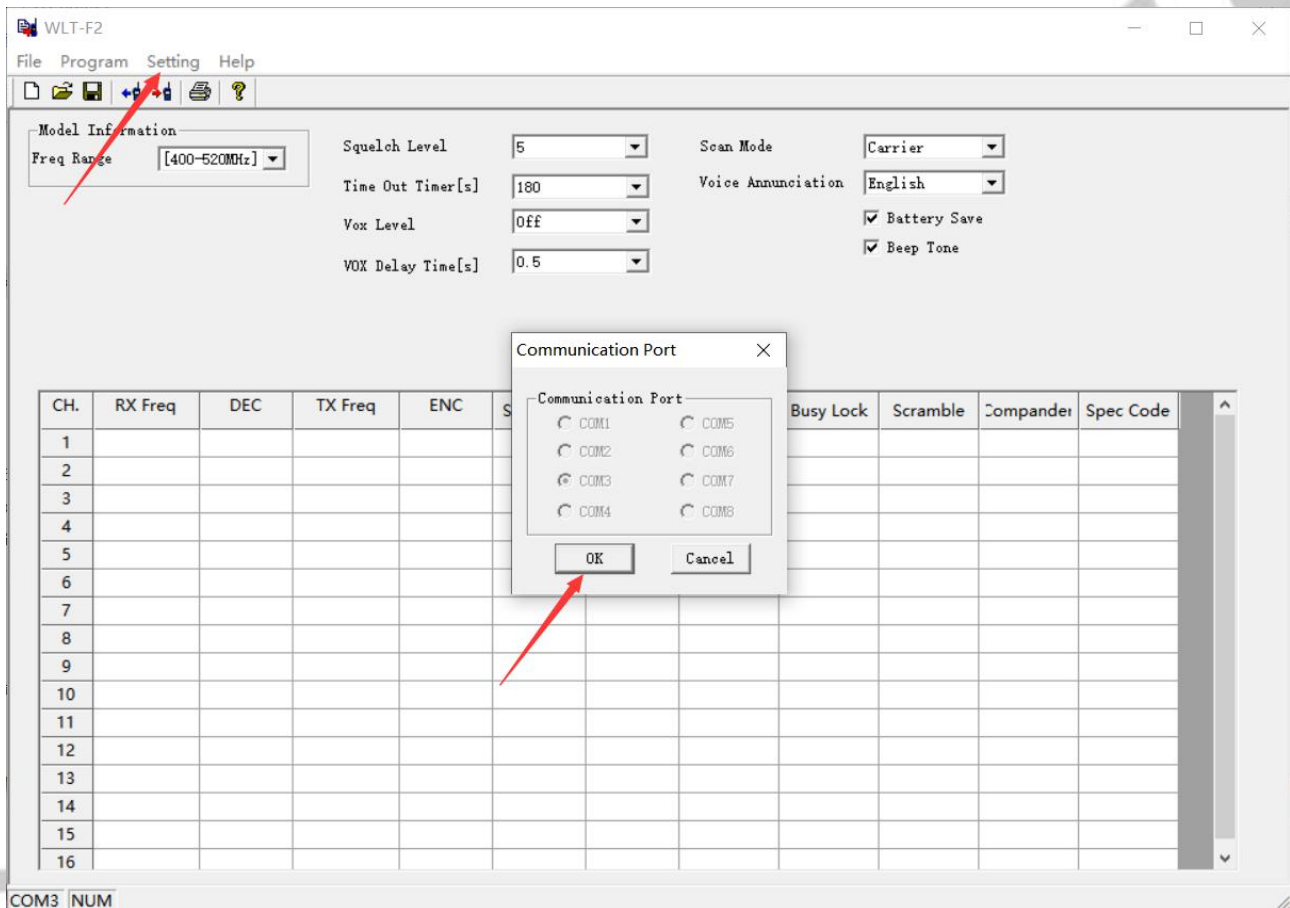 WLT-F2
File Program Setting Help
Model Information
Freq Range [400-520MHz]
Squelch Level 5
Time Out Timer[s] 180
Vox Level Off
VOX Delay Time[s] 0.5
Scan Mode Carrier
Voice Annunciation English
Battery Save
Beep Tone
Communication Port
Communication Port
COM1 COM5
COM2 COM6
COM3 COM7
COM4 COM8
OK Cancel
CH. RX Freq DEC TX Freq ENC S Busy Lock Scramble Compander Spec Code
1
2
3
4
5
6
7
8
9
10
11
12
13
14
15
16
COM3 NUM